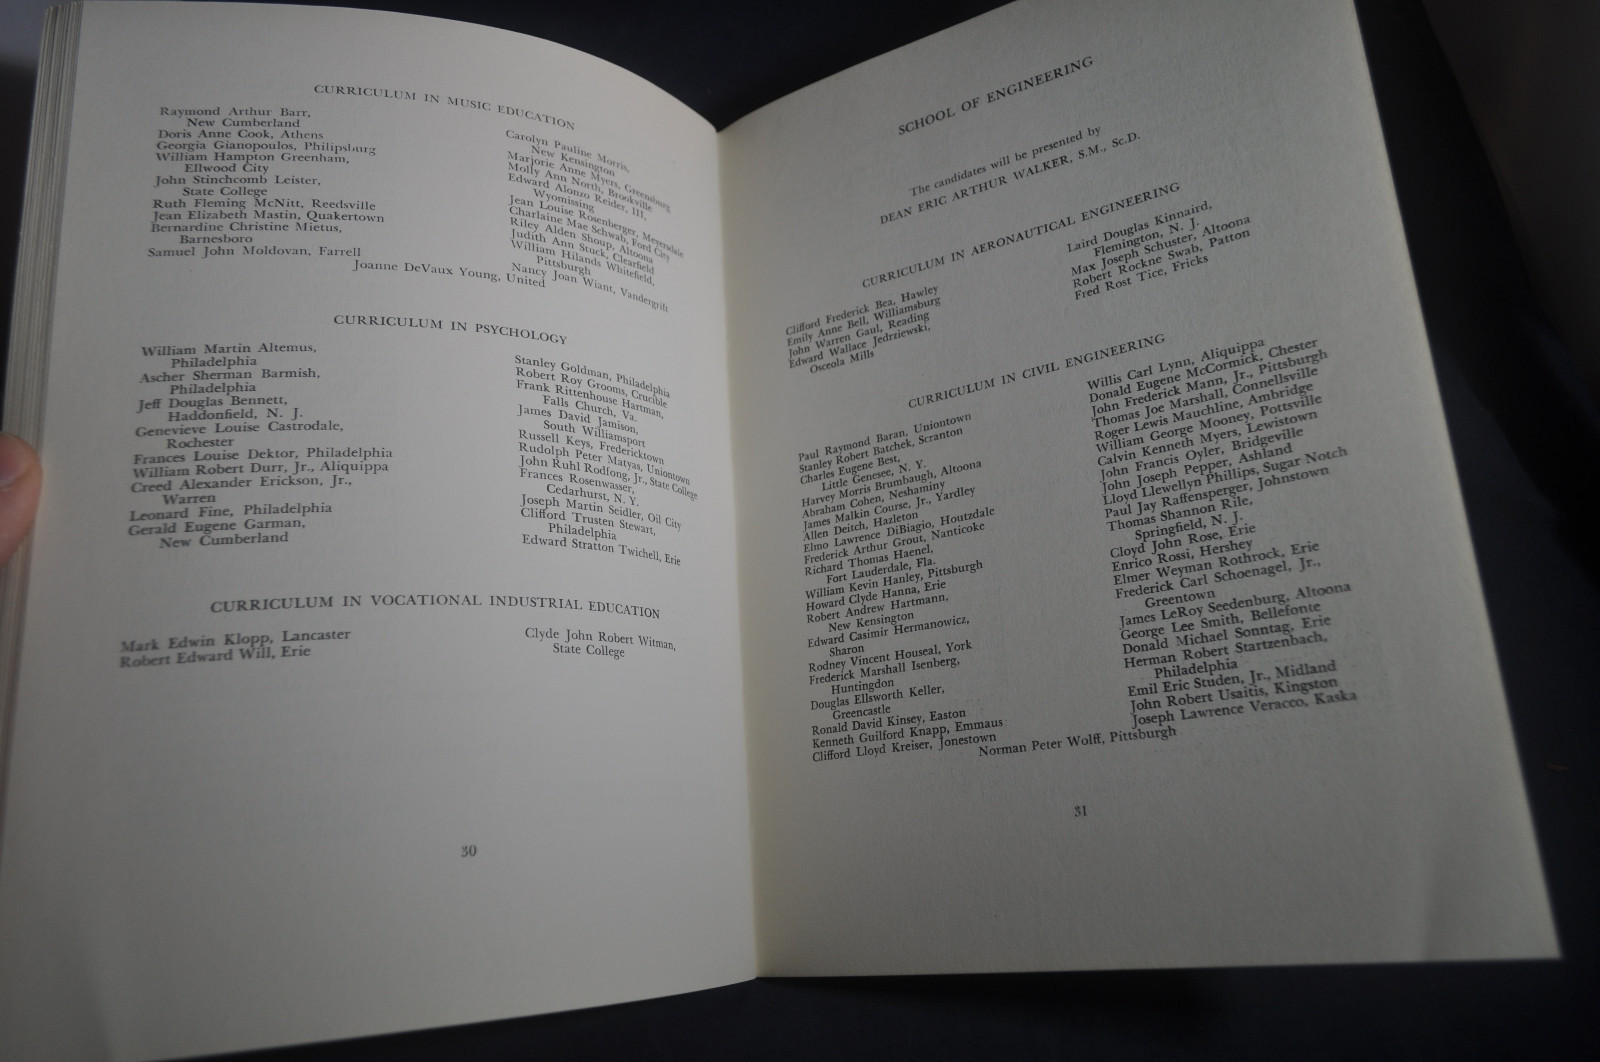 CURRICULUM IN MUSIC EDUCATION
Raymond Arthur Barr,
New Cumberland
Doris Anne Cook, Athens
Georgia Gianopoulos, Philipsburg
William Hampton Greenham,
Ellwood City
John Stinchcomb Leister,
State College
Ruth Fleming McNitt, Reedsville
Jean Elizabeth Mastin, Quakertown
Bernardine Christine Mietus,
Barnesboro
Samuel John Moldovan, Farrell
Carolyn Pauline Morris,
New Kensington
Marjorie Anne Myers, Greensburg
Molly Ann North, Brookville
Edward Alonzo Reider, III,
Wyomissing
Jean Louise Rosenberger, Meyersdale
Charlaine Mae Schwab, Ford City
Riley Alden Shoup, Altoona
Judith Ann Stuck, Clearfield
William Hilands Whitefield,
Pittsburgh
Nancy Joan Wiant, Vandergrift
Joanne DeVaux Young, United
CURRICULUM IN PSYCHOLOGY
William Martin Altemus,
Philadelphia
Ascher Sherman Barmish,
Philadelphia
Jeff Douglas Bennett,
Haddonfield, N. J.
Genevieve Louise Castrodale,
Rochester
Frances Louise Dektor, Philadelphia
William Robert Durr, Jr., Aliquippa
Creed Alexander Erickson, Jr.,
Warren
Leonard Fine, Philadelphia
Gerald Eugene Garman,
New Cumberland
Stanley Goldman, Philadelphia
Robert Roy Grooms, Crucible
Frank Rittenhouse Hartman,
Falls Church, Va.
James David Jamison,
South Williamsport
Russell Keys, Fredericktown
Rudolph Peter Matyas, Uniontown
John Ruhl Rodfong, Jr., State College
Frances Rosenwasser,
Cedarhurst, N. Y.
Joseph Martin Seidler, Oil City
Clifford Trusten Stewart,
Philadelphia
Edward Stratton Twichell, Erie
CURRICULUM IN VOCATIONAL INDUSTRIAL EDUCATION
Mark Edwin Klopp, Lancaster
Robert Edward Will, Erie
Clyde John Robert Witman,
State College
30
SCHOOL OF ENGINEERING
The candidates will be presented by
DEAN ERIC ARTHUR WALKER, S.M., Sc.D.
CURRICULUM IN AERONAUTICAL ENGINEERING
Clifford Frederick Bea, Hawley
Emily Anne Bell, Williamsburg
John Warren Gaul, Reading
Edward Wallace Jedrziewski,
Osceola Mills
Laird Douglas Kinnaird,
Flemington, N. J.
Max Joseph Schuster, Altoona
Robert Rockne Swab, Patton
Fred Rost Tice, Fricks
CURRICULUM IN CIVIL ENGINEERING
Paul Raymond Baran, Uniontown
Stanley Robert Batchek, Scranton
Charles Eugene Best,
Little Genesee, N. Y.
Harvey Morris Brumbaugh, Altoona
Abraham Cohen, Neshaminy
James Malkin Course, Jr., Yardley
Allen Deitch, Hazleton
Elmo Lawrence DiBiagio, Houtzdale
Frederick Arthur Grout, Nanticoke
Richard Thomas Haenel,
Fort Lauderdale, Fla.
William Kevin Hanley, Pittsburgh
Howard Clyde Hanna, Erie
Robert Andrew Hartmann,
New Kensington
Edward Casimir Hermanowicz,
Sharon
Rodney Vincent Houseal, York
Frederick Marshall Isenberg,
Huntingdon
Douglas Ellsworth Keller,
Greencastle
Ronald David Kinsey, Easton
Kenneth Guilford Knapp, Emmaus
Clifford Lloyd Kreiser, Jonestown
Willis Carl Lynn, Aliquippa
Donald Eugene McCormick, Chester
John Frederick Mann, Jr., Pittsburgh
Thomas Joe Marshall, Connellsville
Roger Lewis Mauchline, Ambridge
William George Mooney, Pottsville
Calvin Kenneth Myers, Lewistown
John Francis Oyler, Bridgeville
John Joseph Pepper, Ashland
Lloyd Llewellyn Phillips, Sugar Notch
Paul Jay Raffensperger, Johnstown
Thomas Shannon Rile,
Springfield, N. J.
Cloyd John Rose, Erie
Enrico Rossi, Hershey
Elmer Weyman Rothrock, Erie
Frederick Carl Schoenagel, Jr.,
Greentown
James LeRoy Seedenburg, Altoona
George Lee Smith, Bellefonte
Donald Michael Sonntag, Erie
Herman Robert Startzenbach,
Philadelphia
Emil Eric Studen, Jr., Midland
John Robert Usaitis, Kingston
Joseph Lawrence Veracco, Kaska
Norman Peter Wolff, Pittsburgh
31